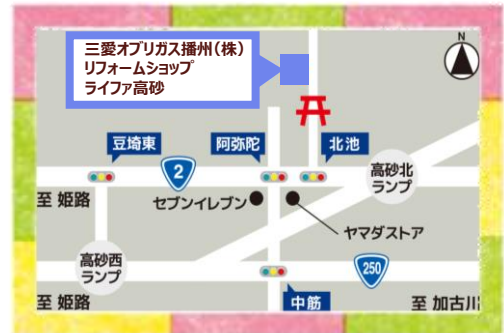 三愛オブリガス播州(株)
リフォームショップ
ライファ高砂
N
豆埼東
阿弥陀
北池
2
高砂北
ランプ
至 姫路
セブンイレブン
ヤマダストア
高砂西
ランプ
250
至 姫路
中筋
至 加古川